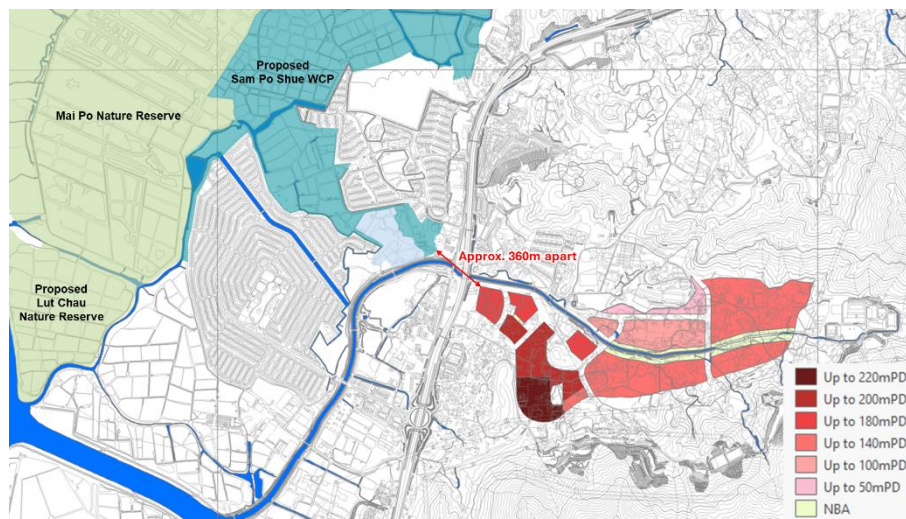 Proposed
Sam Po Shue WCP
Mai Po Nature Reserve
Approx. 360m apart
Proposed
Lut Chau
Nature Reserve
Up to 220mPD
Up to 200mPD
Up to 180mPD
Up to 140mPD
Up to 100mPD
Up to 50mPD
NBA